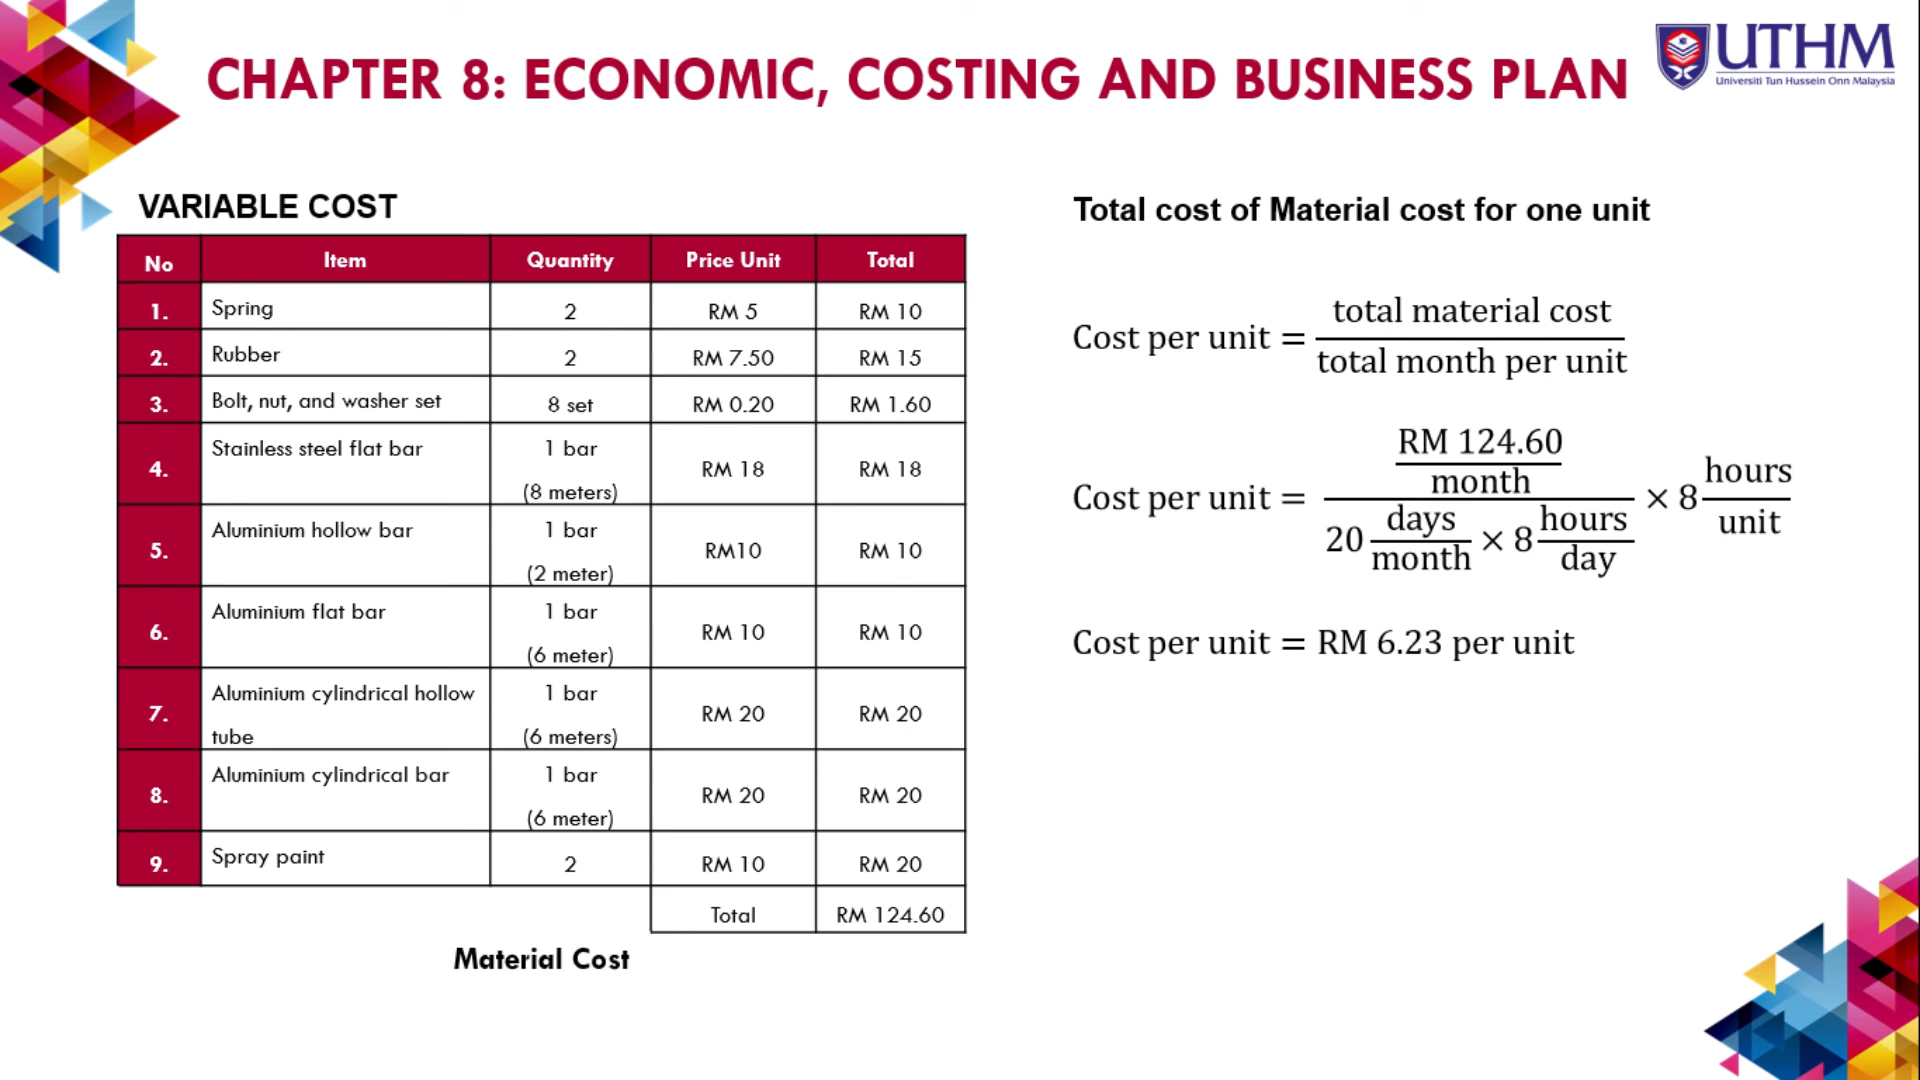 CHAPTER 8: ECONOMIC, COSTING AND BUSINESS PLAN
UTHM
Universiti Tun Hussein Onn Malaysia
VARIABLE COST
No Item Quantity Price Unit Total
1. Spring 2 RM 5 RM 10
2. Rubber 2 RM 7.50 RM 15
3. Bolt, nut, and washer set 8 set RM 0.20 RM 1.60
4. Stainless steel flat bar 1 bar RM 18 RM 18
(8 meters)
5. Aluminium hollow bar 1 bar RM10 RM 10
(2 meter)
6. Aluminium flat bar 1 bar RM 10 RM 10
(6 meter)
7. Aluminium cylindrical hollow 1 bar RM 20 RM 20
tube (6 meters)
8. Aluminium cylindrical bar 1 bar RM 20 RM 20
(6 meter)
9. Spray paint 2 RM 10 RM 20
Total RM 124.60
Material Cost
Total cost of Material cost for one unit
total material cost
Cost per unit =
total month per unit
RM 124.60
month
Cost per unit = × 8 hours
unit
20 days × 8 hours
month day
Cost per unit = RM 6.23 per unit